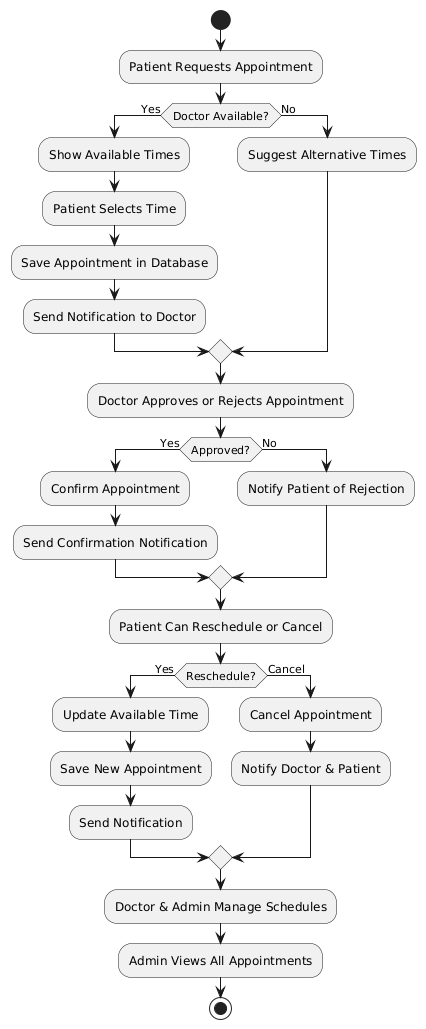 Patient Requests Appointment
Yes
Doctor Available?
No
Show Available Times
Suggest Alternative Times
Patient Selects Time
Save Appointment in Database
Send Notification to Doctor
Doctor Approves or Rejects Appointment
Yes
Approved?
No
Confirm Appointment
Notify Patient of Rejection
Send Confirmation Notification
Patient Can Reschedule or Cancel
Yes
Reschedule?
Cancel
Update Available Time
Cancel Appointment
Save New Appointment
Notify Doctor & Patient
Send Notification
Doctor & Admin Manage Schedules
Admin Views All Appointments